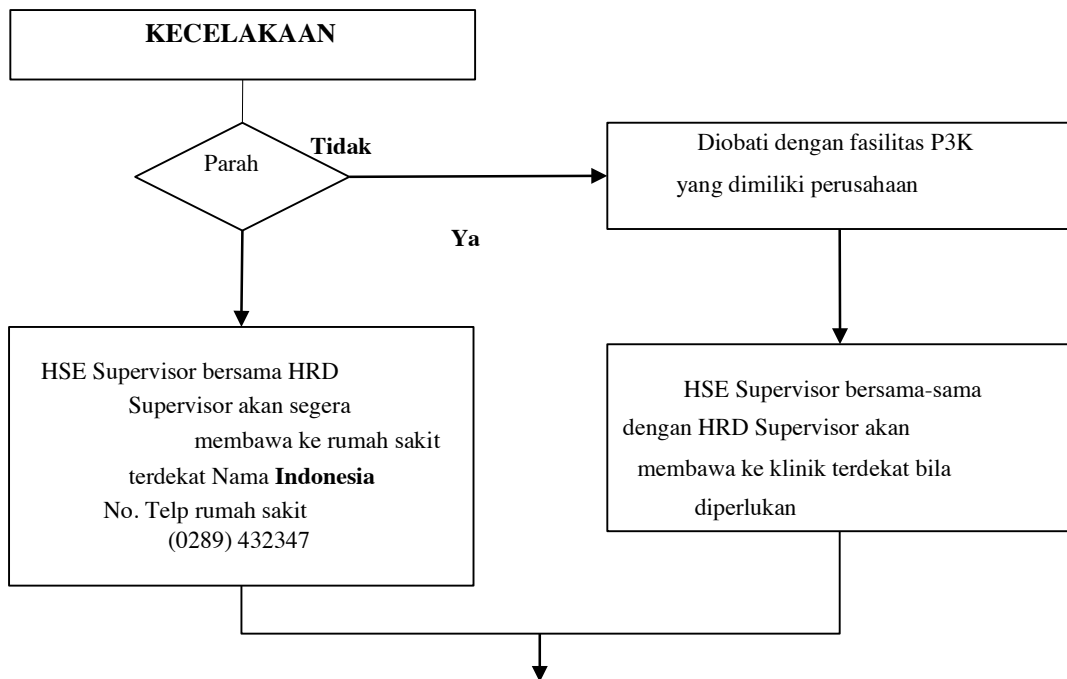 KECELAKAAN
Parah
Tidak
Diobati dengan fasilitas P3K
yang dimiliki perusahaan
Ya
HSE Supervisor bersama HRD
Supervisor akan segera
membawa ke rumah sakit
terdekat Nama Indonesia
No. Telp rumah sakit
(0289) 432347
HSE Supervisor bersama-sama
dengan HRD Supervisor akan
membawa ke klinik terdekat bila
diperlukan